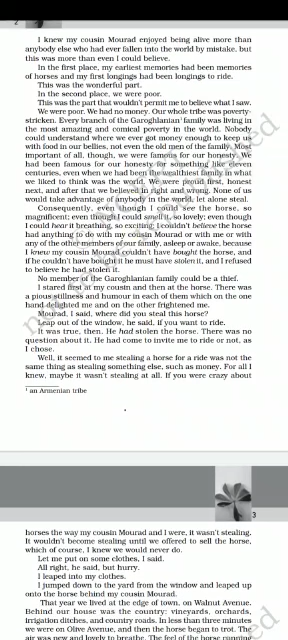 2
I knew my cousin Mourad enjoyed being alive more than
anybody else who had ever fallen into the world by mistake, but
this was more than even I could believe.
In the first place, my earliest memories had been memories
of horses and my first longings had been longings to ride.
This was the wonderful part.
In the second place, we were poor.
This was the part that wouldn't permit me to believe what I saw.
We were poor. We had no money. Our whole tribe was poverty-
stricken. Every branch of the Garoghlanian¹ family was living in
the most amazing and comical poverty in the world. Nobody
could understand where we ever got money enough to keep us
with food in our bellies, not even the old men of the family. Most
important of all, though, we were famous for our honesty. We
had been famous for our honesty for something like eleven
centuries, even when we had been the wealthiest family in what
we liked to think was the world. We were proud first, honest
next, and after that we believed in right and wrong. None of us
would take advantage of anybody in the world, let alone steal.
Consequently, even though I could see the horse, so
magnificent; even though I could smell it, so lovely; even though
I could hear it breathing, so exciting; I couldn't believe the horse
had anything to do with my cousin Mourad or with me or with
any of the other members of our family, asleep or awake, because
I knew my cousin Mourad couldn't have bought the horse, and
if he couldn't have bought it he must have stolen it, and I refused
to believe he had stolen it.
No member of the Garoghlanian family could be a thief.
I stared first at my cousin and then at the horse. There was
a pious stillness and humour in each of them which on the one
hand delighted me and on the other frightened me.
Mourad, I said, where did you steal this horse?
Leap out of the window, he said, if you want to ride.
It was true, then. He had stolen the horse. There was no
question about it. He had come to invite me to ride or not, as
I chose.
Well, it seemed to me stealing a horse for a ride was not the
same thing as stealing something else, such as money. For all I
knew, maybe it wasn't stealing at all. If you were crazy about
¹ an Armenian tribe
3
horses the way my cousin Mourad and I were, it wasn't stealing.
It wouldn't become stealing until we offered to sell the horse,
which of course, I knew we would never do.
Let me put on some clothes, I said.
All right, he said, but hurry.
I leaped into my clothes.
I jumped down to the yard from the window and leaped up
onto the horse behind my cousin Mourad.
That year we lived at the edge of town, on Walnut Avenue.
Behind our house was the country: vineyards, orchards,
irrigation ditches, and country roads. In less than three minutes
we were on Olive Avenue, and then the horse began to trot. The
air was new and lovely to breathe. The feel of the horse running